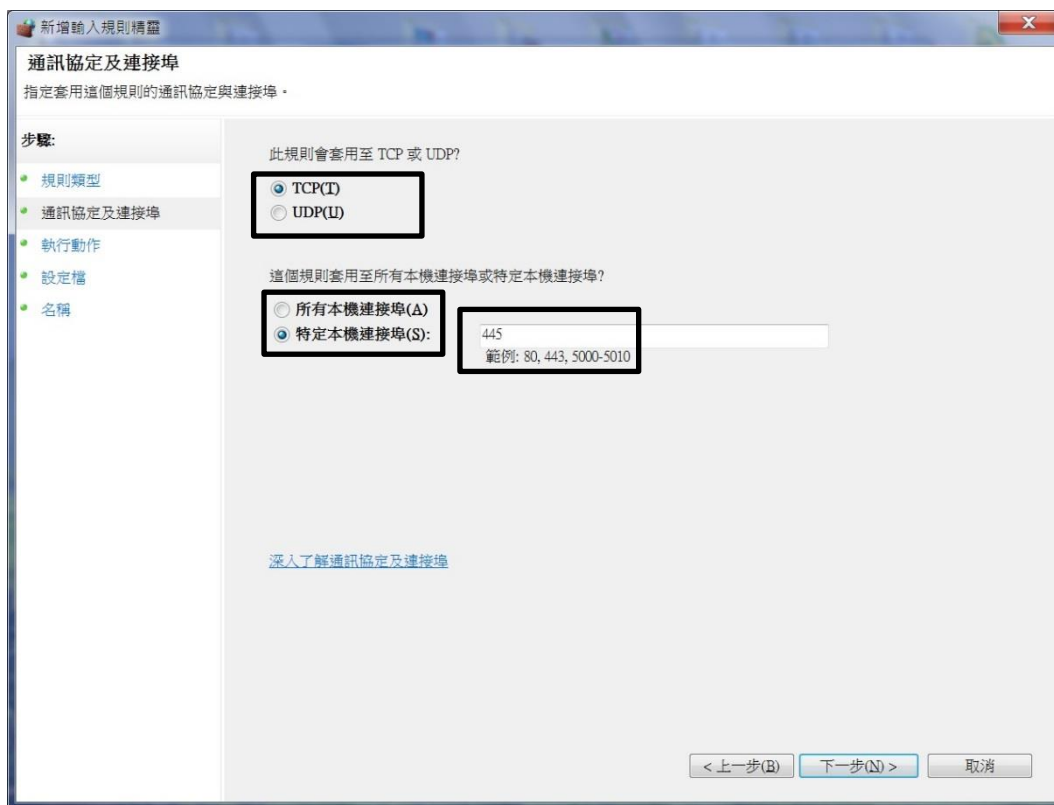 新增輸入規則精靈
通訊協定及連接埠
指定套用這個規則的通訊協定與連接埠。
步驟:
規則類型
通訊協定及連接埠
執行動作
設定檔
名稱
此規則會套用至 TCP 或 UDP?
TCP(T)
UDP(U)
這個規則套用至所有本機連接埠或特定本機連接埠?
所有本機連接埠(A)
特定本機連接埠(S):
445
範例: 80, 443, 5000-5010
深入了解通訊協定及連接埠
< 上一步(B) 下一步(N) > 取消